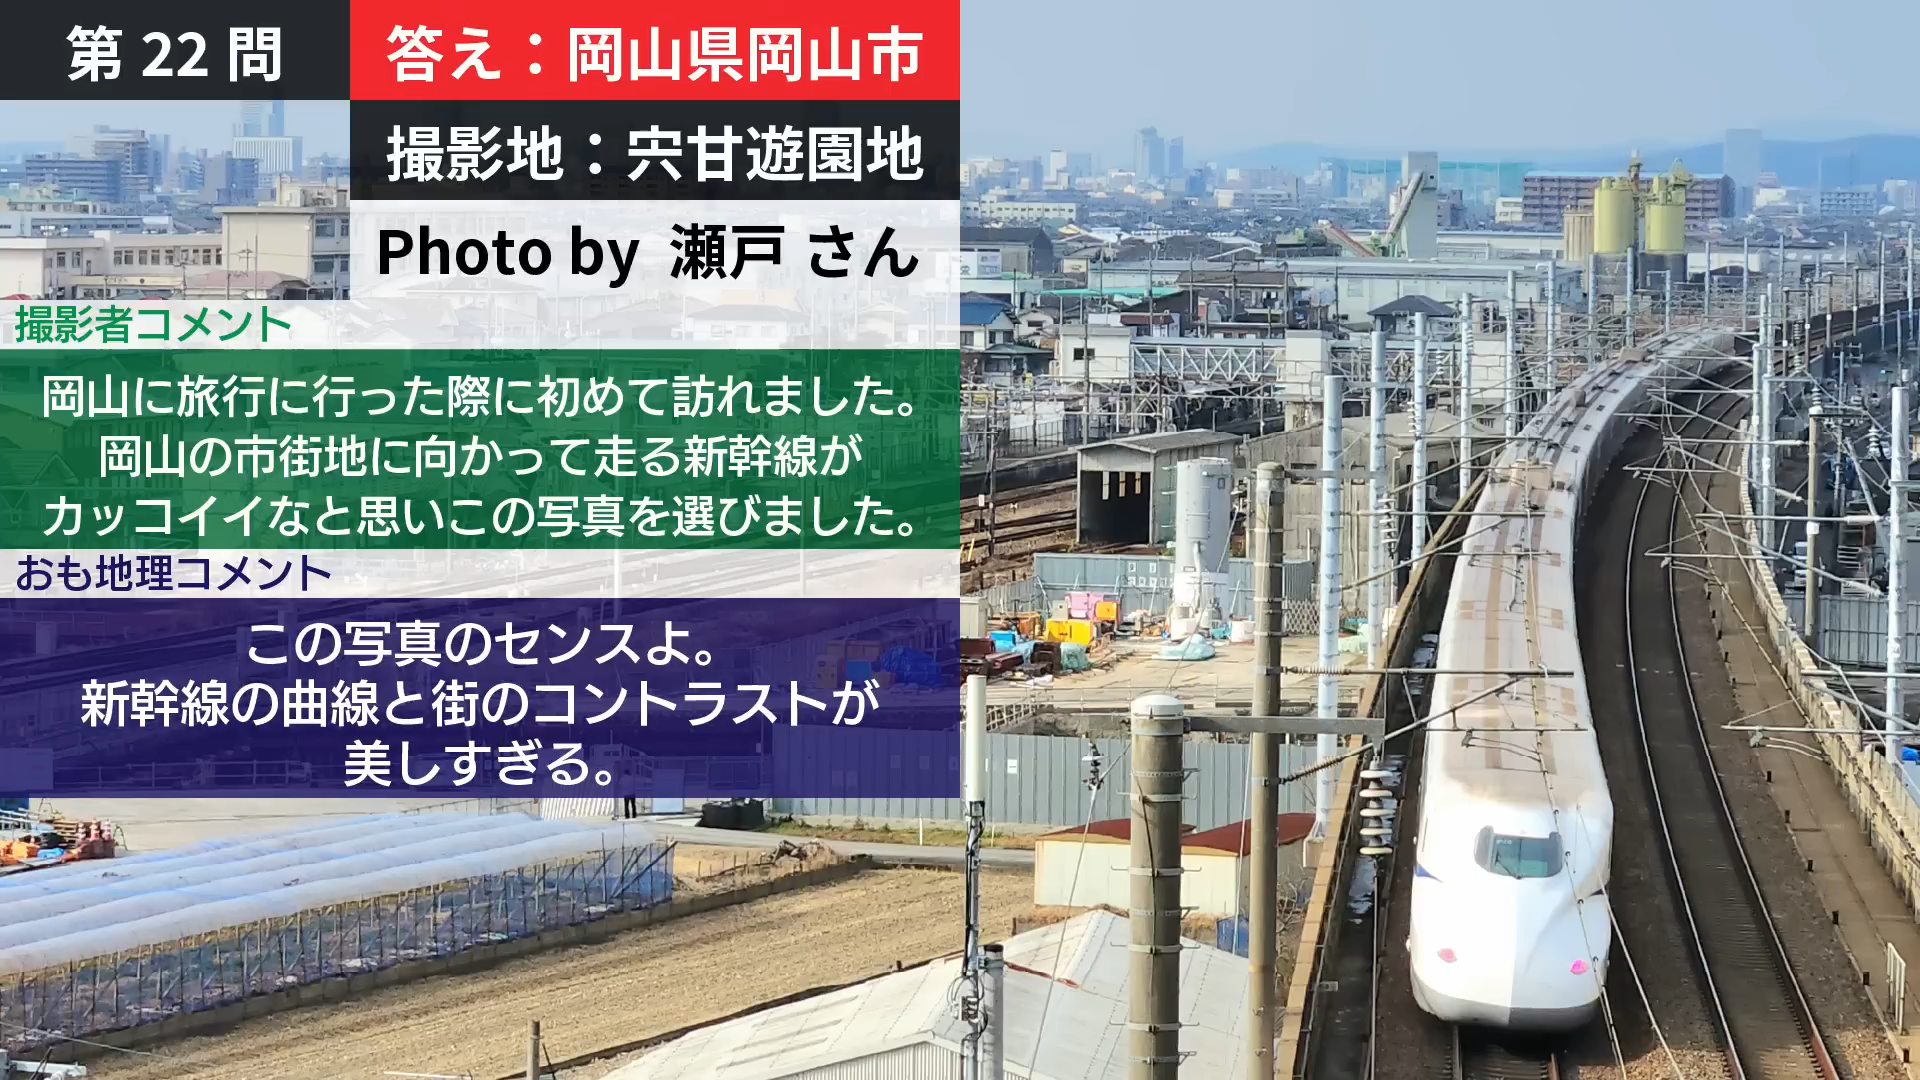 第 22 問
答え：岡山県岡山市
撮影地：宍甘遊園地
Photo by 瀬戸 さん
撮影者コメント
岡山に旅行に行った際に初めて訪れました。
岡山の市街地に向かって走る新幹線が
カッコイイなと思いこの写真を選びました。
おも地理コメント
この写真のセンスよ。
新幹線の曲線と街のコントラストが
美しすぎる。